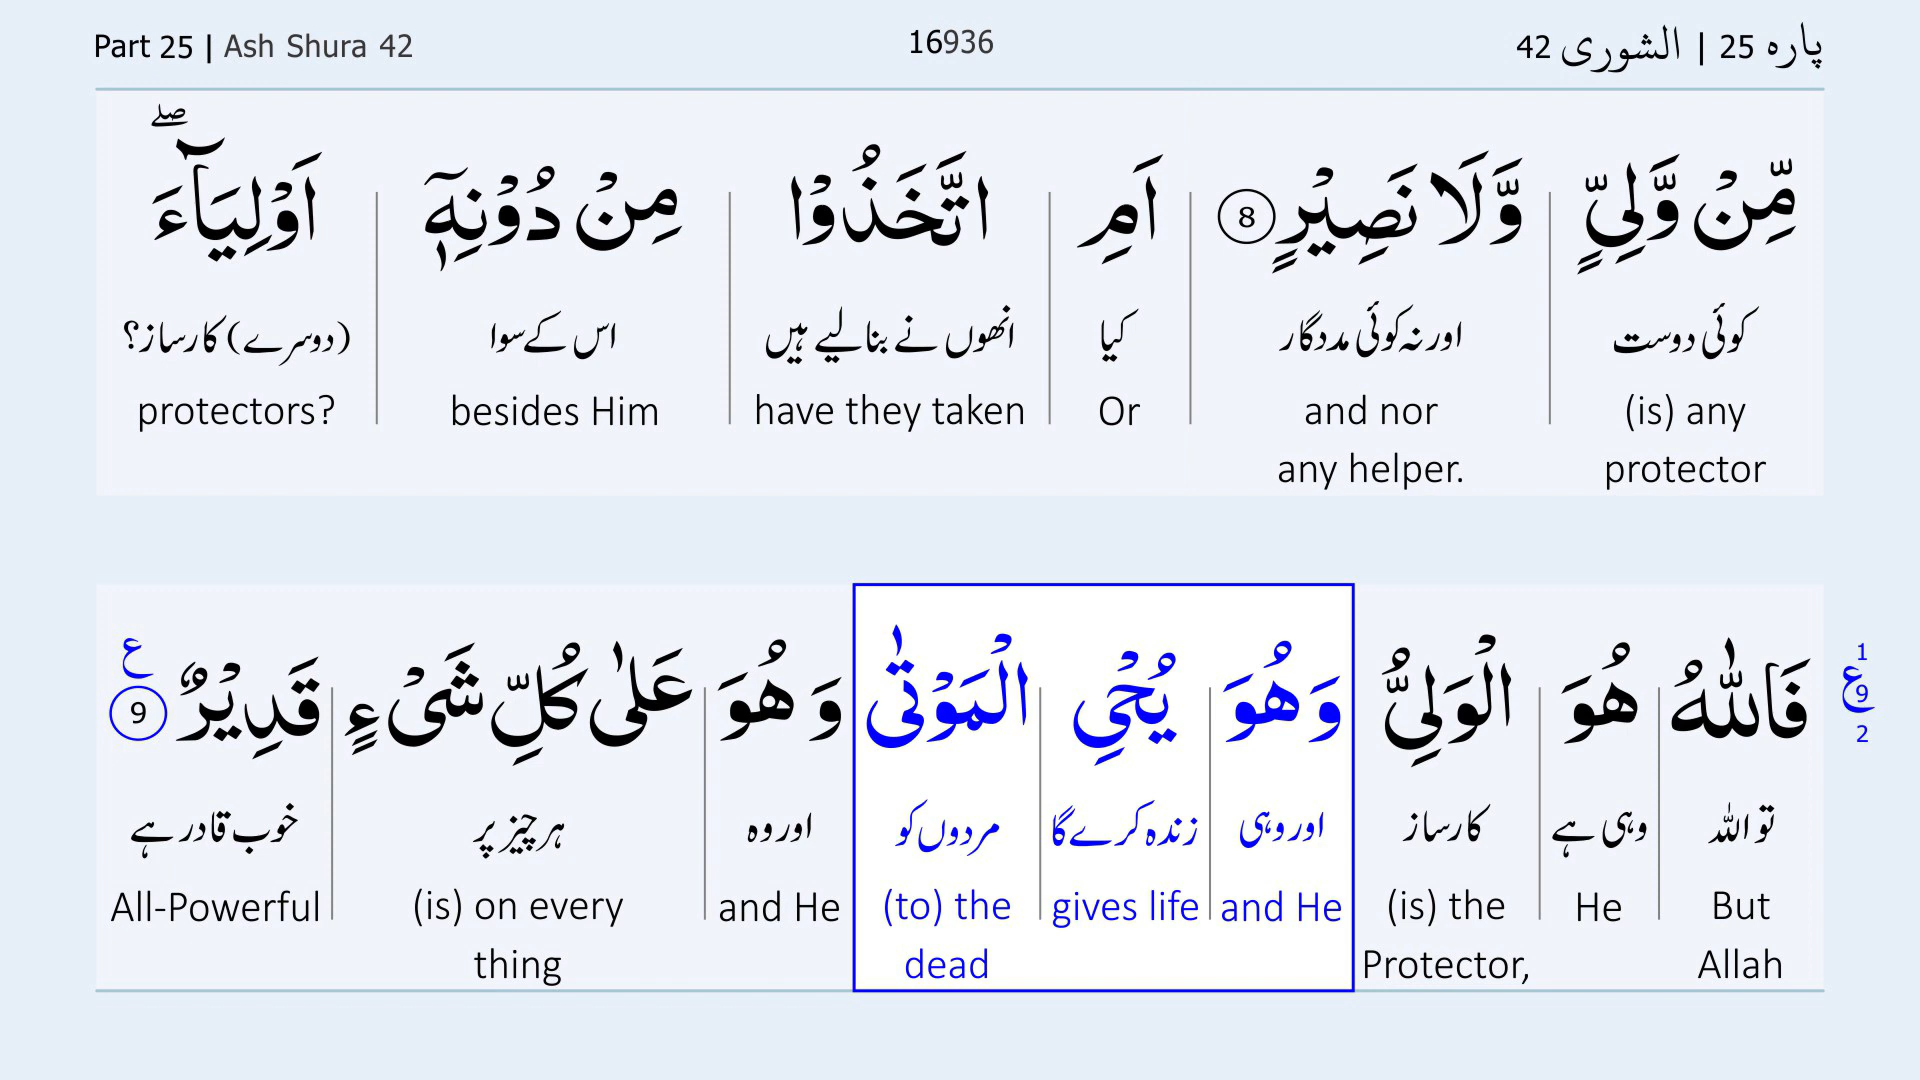 Part 25 | Ash Shura 42 16936 پارہ 25 | الشورى 42
مِّنْ وَّلِيٍّ وَّلَا نَصِيْرٍ 8 اَمِ اتَّخَذُوْا مِنْ دُوْنِهٖۤ اَوْلِيَآءَ ۖۚ
کوئی دوست اور نہ کوئی مددگار کیا انھوں نے بنا لیے ہیں اس کے سوا (دوسرے) کارساز؟
(is) any and nor Or have they taken besides Him protectors?
protector any helper.
فَاللّٰهُ هُوَ الْوَلِيُّ وَهُوَ يُحْيِ الْمَوْتٰى وَهُوَ عَلٰى كُلِّ شَيْءٍ قَدِيْرٌ 9 ع
1 ع 9 2
تو اللہ وہی ہے کارساز اور وہی زندہ کرے گا مردوں کو اور وہ ہر چیز پر خوب قادر ہے
But He (is) the and He gives life (to) the and He (is) on every All-Powerful
Allah Protector, dead thing